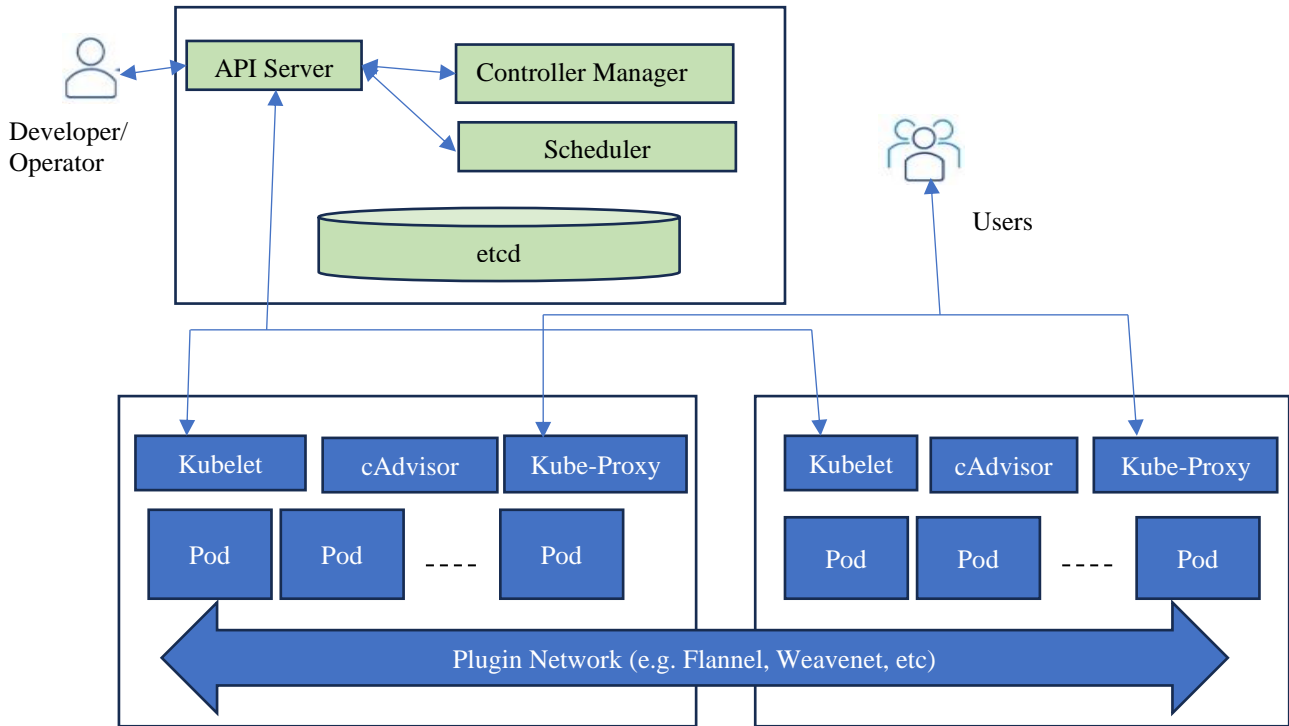 API Server
Controller Manager
Developer/
Operator
Scheduler
Users
etcd
Kubelet
cAdvisor
Kube-Proxy
Kubelet
cAdvisor
Kube-Proxy
Pod
Pod
----
Pod
Pod
Pod
----
Pod
Plugin Network (e.g. Flannel, Weavenet, etc)